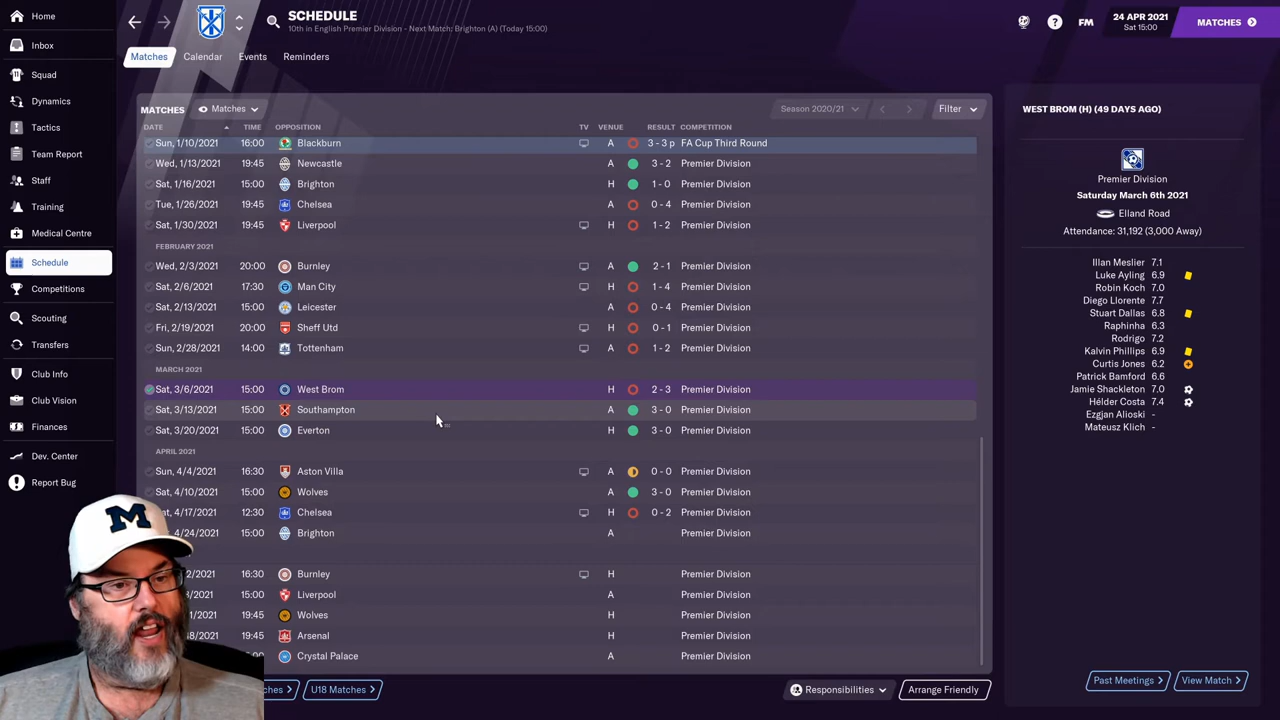 Home
Inbox
Squad
Dynamics
Tactics
Team Report
Staff
Training
Medical Centre
Schedule
Competitions
Scouting
Transfers
Club Info
Club Vision
Finances
Dev. Center
Report Bug
SCHEDULE
10th in English Premier Division - Next Match: Brighton (A) (Today 15:00)
FM
24 APR 2021
Sat 15:00
MATCHES
Matches Calendar Events Reminders
MATCHES Matches Season 2020/21 Filter
DATE TIME OPPOSITION TV VENUE RESULT COMPETITION
Sun, 1/10/2021 16:00 Blackburn A 3 - 3 p FA Cup Third Round
Wed, 1/13/2021 19:45 Newcastle A 3 - 2 Premier Division
Sat, 1/16/2021 15:00 Brighton H 1 - 0 Premier Division
Tue, 1/26/2021 19:45 Chelsea A 0 - 4 Premier Division
Sat, 1/30/2021 19:45 Liverpool H 1 - 2 Premier Division
FEBRUARY 2021
Wed, 2/3/2021 20:00 Burnley A 2 - 1 Premier Division
Sat, 2/6/2021 17:30 Man City H 1 - 4 Premier Division
Sat, 2/13/2021 15:00 Leicester A 0 - 4 Premier Division
Fri, 2/19/2021 20:00 Sheff Utd H 0 - 1 Premier Division
Sun, 2/28/2021 14:00 Tottenham A 1 - 2 Premier Division
MARCH 2021
Sat, 3/6/2021 15:00 West Brom H 2 - 3 Premier Division
Sat, 3/13/2021 15:00 Southampton A 3 - 0 Premier Division
Sat, 3/20/2021 15:00 Everton H 3 - 0 Premier Division
APRIL 2021
Sun, 4/4/2021 16:30 Aston Villa A 0 - 0 Premier Division
Sat, 4/10/2021 15:00 Wolves A 3 - 0 Premier Division
Sat, 4/17/2021 12:30 Chelsea H 0 - 2 Premier Division
4/24/2021 15:00 Brighton A Premier Division
2/2021 16:30 Burnley H Premier Division
/2021 15:00 Liverpool A Premier Division
1/2021 19:45 Wolves H Premier Division
8/2021 19:45 Arsenal H Premier Division
Crystal Palace A Premier Division
U18 Matches Responsibilities Arrange Friendly
WEST BROM (H) (49 DAYS AGO)
Premier Division
Saturday March 6th 2021
Elland Road
Attendance: 31,192 (3,000 Away)
Illan Meslier 7.1
Luke Ayling 6.9
Robin Koch 7.0
Diego Llorente 7.7
Stuart Dallas 6.8
Raphinha 6.3
Rodrigo 7.2
Kalvin Phillips 6.9
Curtis Jones 6.2
Patrick Bamford 6.6
Jamie Shackleton 7.0
Hélder Costa 7.4
Ezgjan Alioski -
Mateusz Klich -
Past Meetings View Match
M